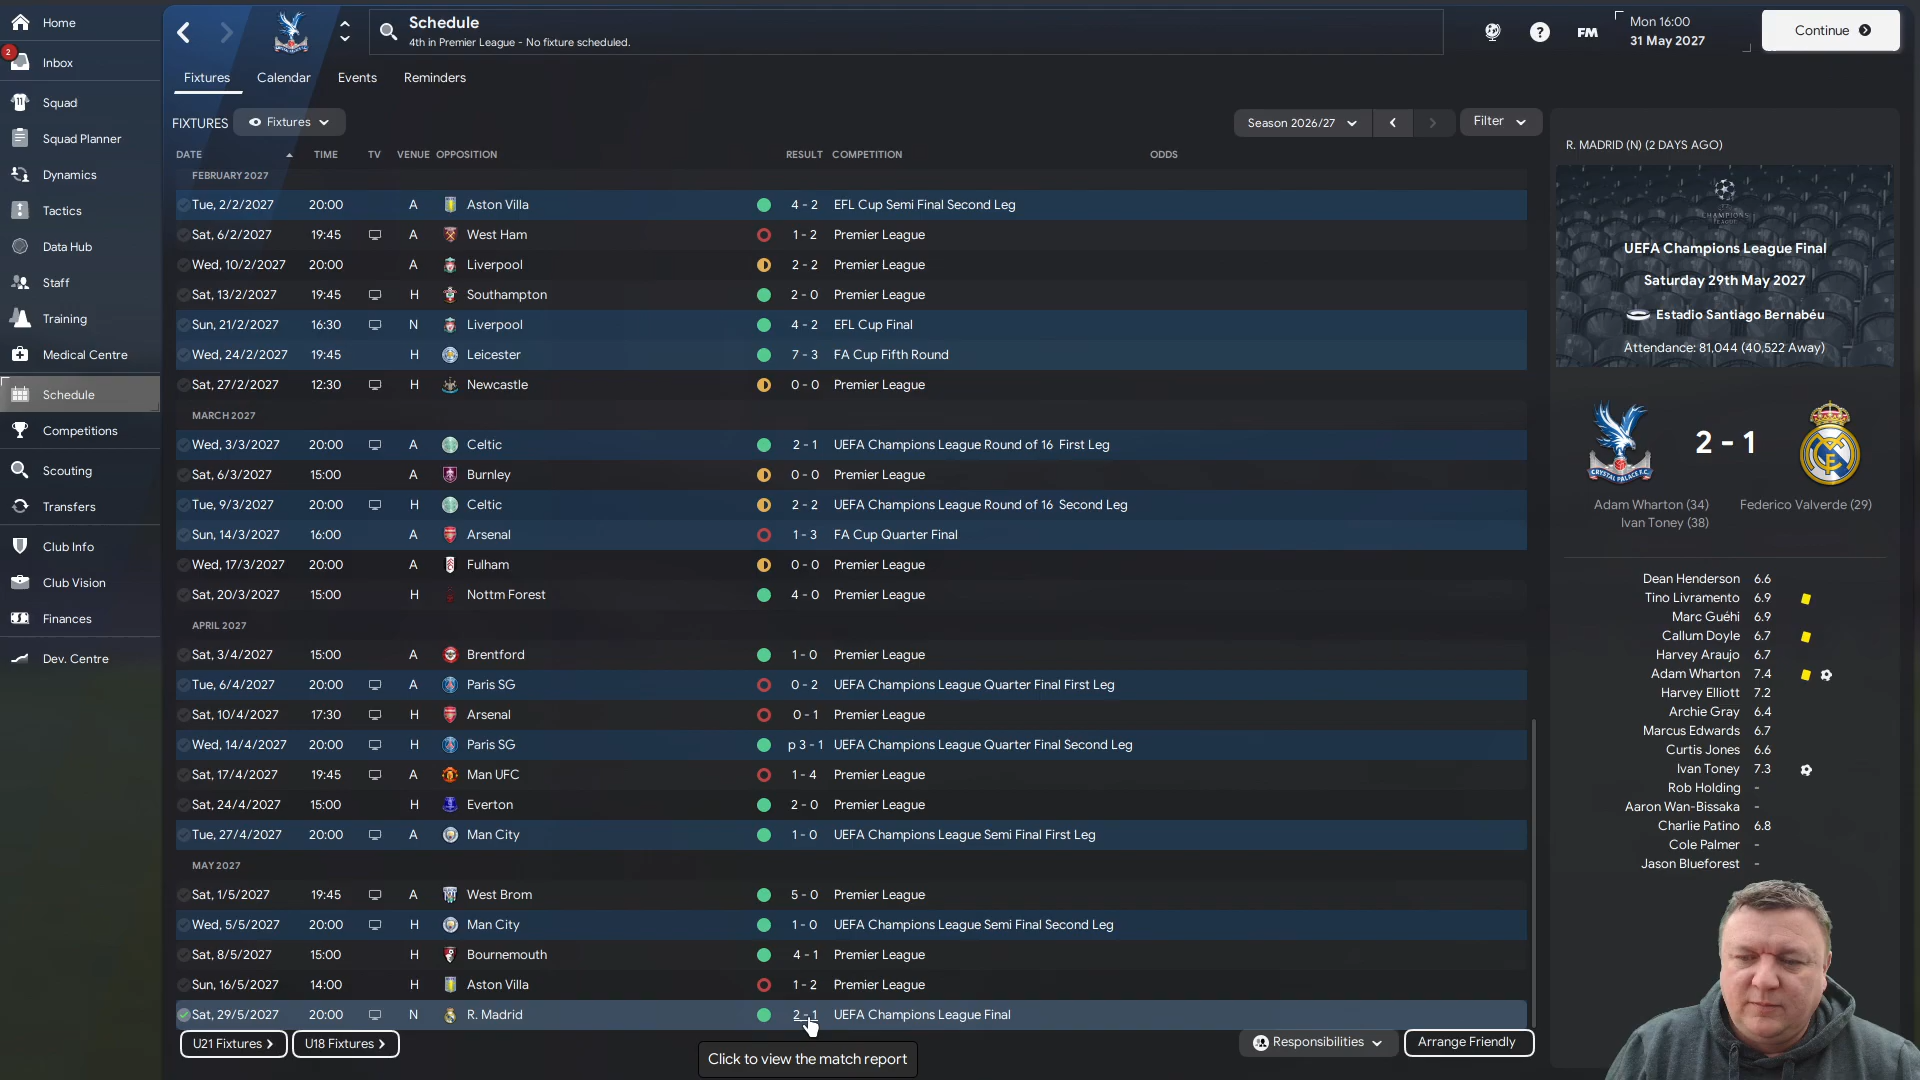 Home
2
Inbox
Squad
Squad Planner
Dynamics
Tactics
Data Hub
Staff
Training
Medical Centre
Schedule
Competitions
Scouting
Transfers
Club Info
Club Vision
Finances
Dev. Centre
Schedule
4th in Premier League - No fixture scheduled.
? FM Mon 16:00
31 May 2027
Continue
Fixtures Calendar Events Reminders
FIXTURES Fixtures Season 2026/27 Filter
DATE TIME TV VENUE OPPOSITION RESULT COMPETITION ODDS
FEBRUARY 2027
Tue, 2/2/2027 20:00 A Aston Villa 4 - 2 EFL Cup Semi Final Second Leg
Sat, 6/2/2027 19:45 A West Ham 1 - 2 Premier League
Wed, 10/2/2027 20:00 A Liverpool 2 - 2 Premier League
Sat, 13/2/2027 19:45 H Southampton 2 - 0 Premier League
Sun, 21/2/2027 16:30 N Liverpool 4 - 2 EFL Cup Final
Wed, 24/2/2027 19:45 H Leicester 7 - 3 FA Cup Fifth Round
Sat, 27/2/2027 12:30 H Newcastle 0 - 0 Premier League
MARCH 2027
Wed, 3/3/2027 20:00 A Celtic 2 - 1 UEFA Champions League Round of 16 First Leg
Sat, 6/3/2027 15:00 A Burnley 0 - 0 Premier League
Tue, 9/3/2027 20:00 H Celtic 2 - 2 UEFA Champions League Round of 16 Second Leg
Sun, 14/3/2027 16:00 A Arsenal 1 - 3 FA Cup Quarter Final
Wed, 17/3/2027 20:00 A Fulham 0 - 0 Premier League
Sat, 20/3/2027 15:00 H Nottm Forest 4 - 0 Premier League
APRIL 2027
Sat, 3/4/2027 15:00 A Brentford 1 - 0 Premier League
Tue, 6/4/2027 20:00 A Paris SG 0 - 2 UEFA Champions League Quarter Final First Leg
Sat, 10/4/2027 17:30 H Arsenal 0 - 1 Premier League
Wed, 14/4/2027 20:00 H Paris SG p 3 - 1 UEFA Champions League Quarter Final Second Leg
Sat, 17/4/2027 19:45 A Man UFC 1 - 4 Premier League
Sat, 24/4/2027 15:00 H Everton 2 - 0 Premier League
Tue, 27/4/2027 20:00 A Man City 1 - 0 UEFA Champions League Semi Final First Leg
MAY 2027
Sat, 1/5/2027 19:45 A West Brom 5 - 0 Premier League
Wed, 5/5/2027 20:00 H Man City 1 - 0 UEFA Champions League Semi Final Second Leg
Sat, 8/5/2027 15:00 H Bournemouth 4 - 1 Premier League
Sun, 16/5/2027 14:00 H Aston Villa 1 - 2 Premier League
Sat, 29/5/2027 20:00 N R. Madrid 2 - 1 UEFA Champions League Final
U21 Fixtures U18 Fixtures Responsibilities Arrange Friendly
Click to view the match report
R. MADRID (N) (2 DAYS AGO)
CHAMPIONS LEAGUE
UEFA Champions League Final
Saturday 29th May 2027
Estadio Santiago Bernabéu
Attendance: 81,044 (40,522 Away)
CRYSTAL PALACE F.C.
2 - 1
Adam Wharton (34) Federico Valverde (29)
Ivan Toney (38)
Dean Henderson 6.6
Tino Livramento 6.9
Marc Guéhi 6.9
Callum Doyle 6.7
Harvey Araujo 6.7
Adam Wharton 7.4
Harvey Elliott 7.2
Archie Gray 6.4
Marcus Edwards 6.7
Curtis Jones 6.6
Ivan Toney 7.3
Rob Holding -
Aaron Wan-Bissaka -
Charlie Patino 6.8
Cole Palmer -
Jason Blueforest -